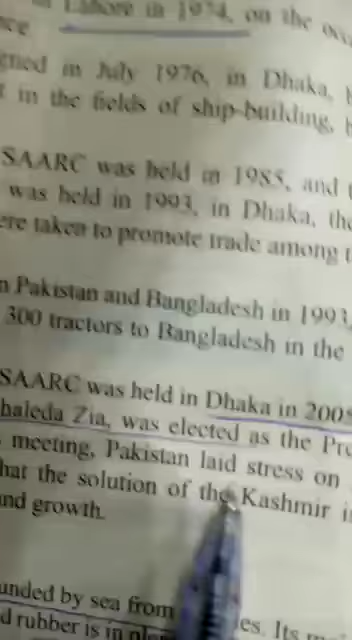 Lahore in 1974, on the
gned in July 1976, in Dhaka,
in the fields of ship-building,
SAARC was held in 1985, and
was held in 1993, in Dhaka, the
ere taken to promote trade among
n Pakistan and Bangladesh in 1993,
300 tractors to Bangladesh in the
SAARC was held in Dhaka in 2005
haleda Zia, was elected as the Pr
meeting, Pakistan laid stress on
hat the solution of the Kashmir i
nd growth.
unded by sea from es. Its
d rubber is in